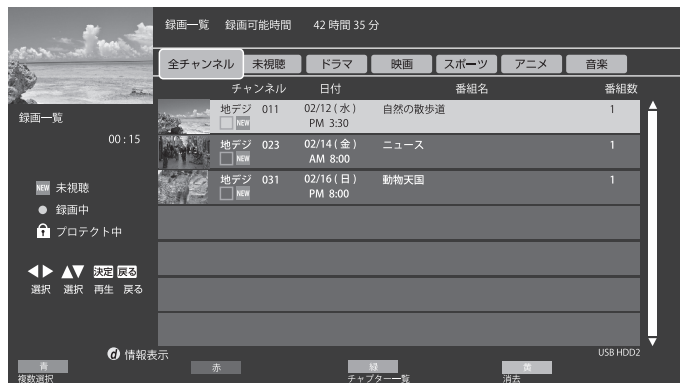 録画一覧 録画可能時間 42 時間 35 分
全チャンネル 未視聴 ドラマ 映画 スポーツ アニメ 音楽
チャンネル 日付 番組名 番組数
地デジ 011 02/12 ( 水 ) 自然の散歩道 1
NEW PM 3:30
地デジ 023 02/14 ( 金 ) ニュース 1
NEW AM 8:00
地デジ 031 02/16 ( 日 ) 動物天国 1
NEW PM 8:00
録画一覧
00 : 15
NEW 未視聴
録画中
プロテクト中
決定 戻る
選択 選択 再生 戻る
d 情報表示
USB HDD2
青 赤 緑 黄
複数選択 チャプター一覧 消去